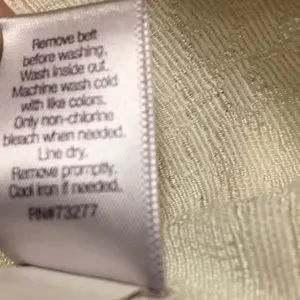 Remove belt
before washing.
Wash inside out.
Machine wash cold
with like colors.
Only non-chlorine
bleach when needed.
Line dry.
Remove promptly.
Cool iron if needed.
RN#73277